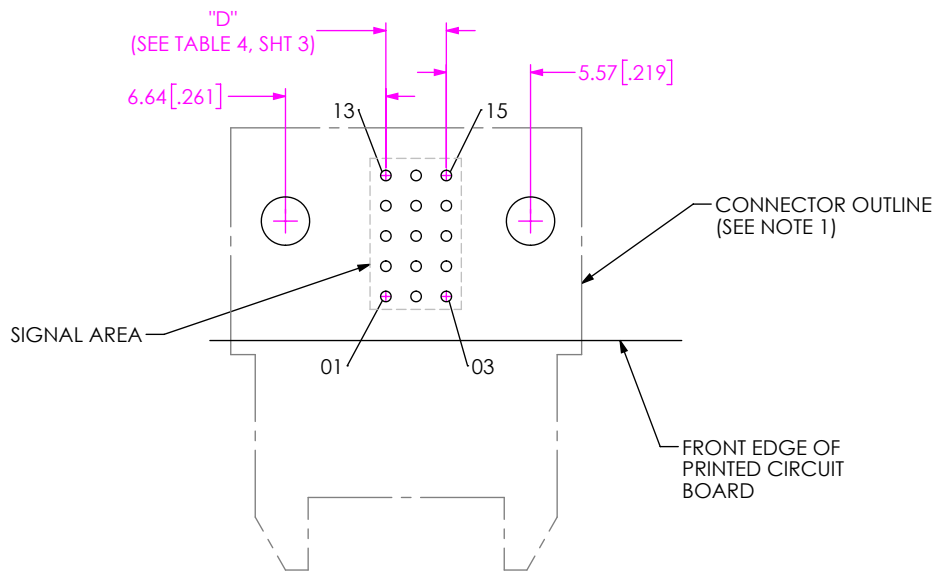 "D"
(SEE TABLE 4, SHT 3)
6.64[.261]
5.57[.219]
13
15
CONNECTOR OUTLINE
(SEE NOTE 1)
SIGNAL AREA
01
03
FRONT EDGE OF
PRINTED CIRCUIT
BOARD